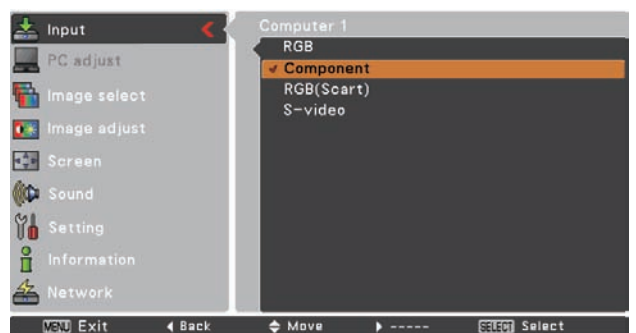 Input
PC adjust
Image select
Image adjust
Screen
Sound
Setting
Information
Network
Computer 1
RGB
Component
RGB(Scart)
S-video
MENU Exit Back Move ----- SELECT Select